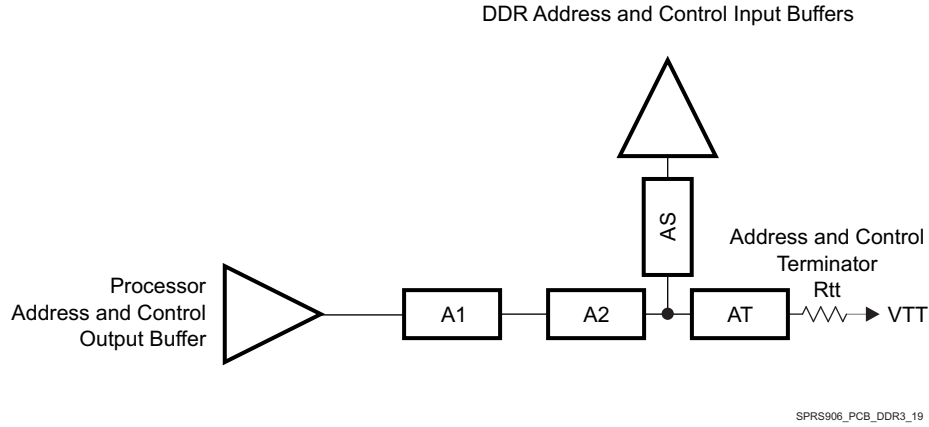 DDR Address and Control Input Buffers
AS
Address and Control
Terminator
Rtt
Processor
Address and Control
Output Buffer
A1
A2
AT
VTT
SPRS906_PCB_DDR3_19